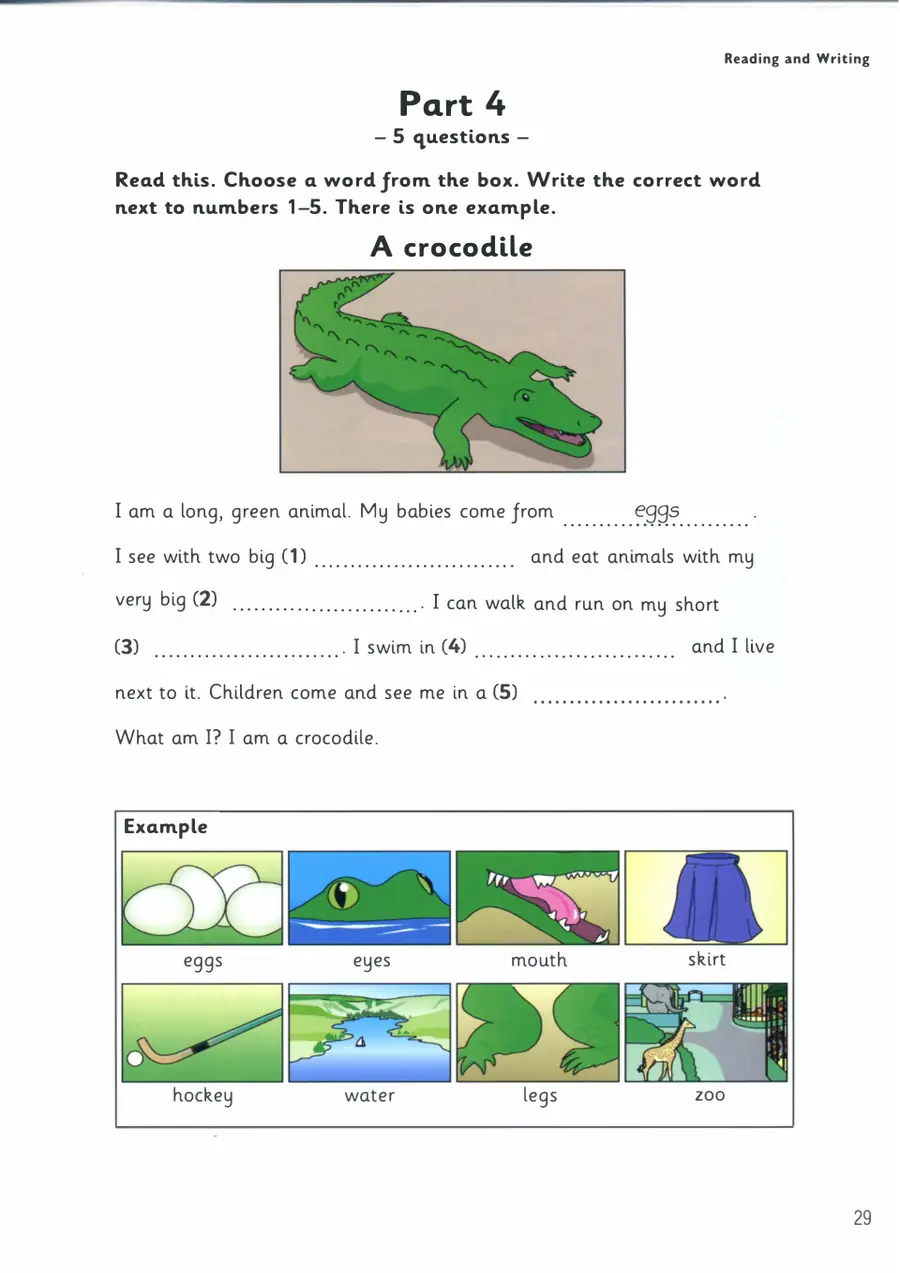 Reading and Writing
Part 4
– 5 questions –
Read this. Choose a word from the box. Write the correct word
next to numbers 1–5. There is one example.
A crocodile
I am a long, green animal. My babies come from ........eggs........ .
I see with two big (1) ............................ and eat animals with my
very big (2) ........................... . I can walk and run on my short
(3) .......................... . I swim in (4) ............................ and I live
next to it. Children come and see me in a (5) .......................... .
What am I? I am a crocodile.
Example
eggs eyes mouth skirt
hockey water legs zoo
29